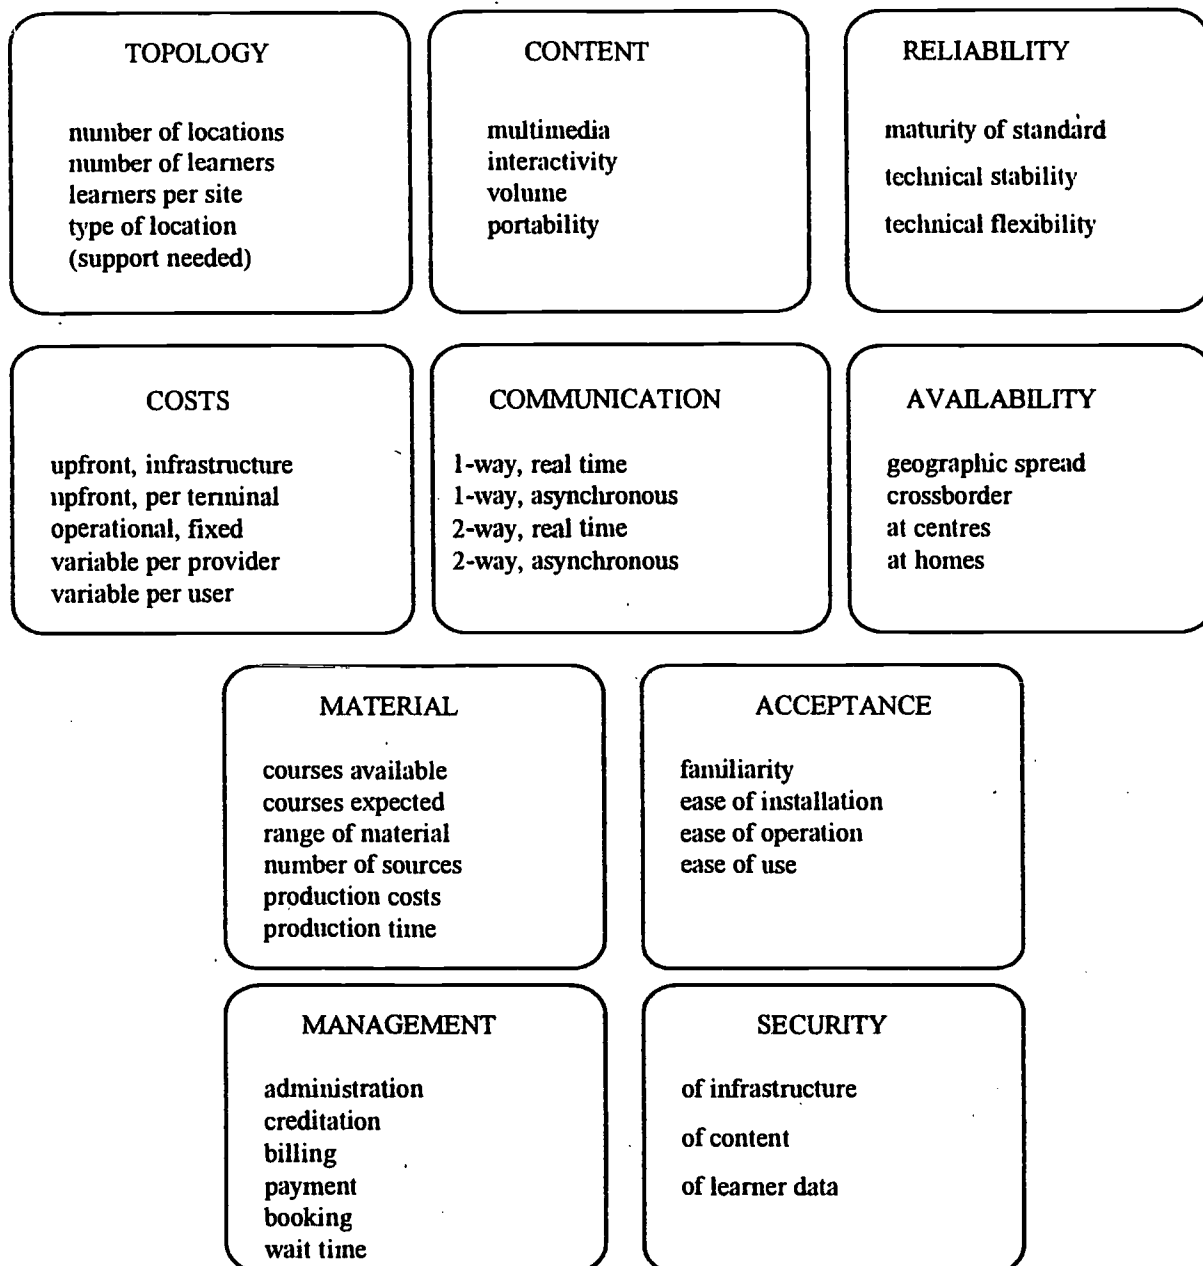 TOPOLOGY
number of locations
number of learners
learners per site
type of location
(support needed)
CONTENT
multimedia
interactivity
volume
portability
RELIABILITY
maturity of standard
technical stability
technical flexibility
COSTS
upfront, infrastructure
upfront, per terminal
operational, fixed
variable per provider
variable per user
COMMUNICATION
1-way, real time
1-way, asynchronous
2-way, real time
2-way, asynchronous
AVAILABILITY
geographic spread
crossborder
at centres
at homes
MATERIAL
courses available
courses expected
range of material
number of sources
production costs
production time
ACCEPTANCE
familiarity
ease of installation
ease of operation
ease of use
MANAGEMENT
administration
creditation
billing
payment
booking
wait time
SECURITY
of infrastructure
of content
of learner data